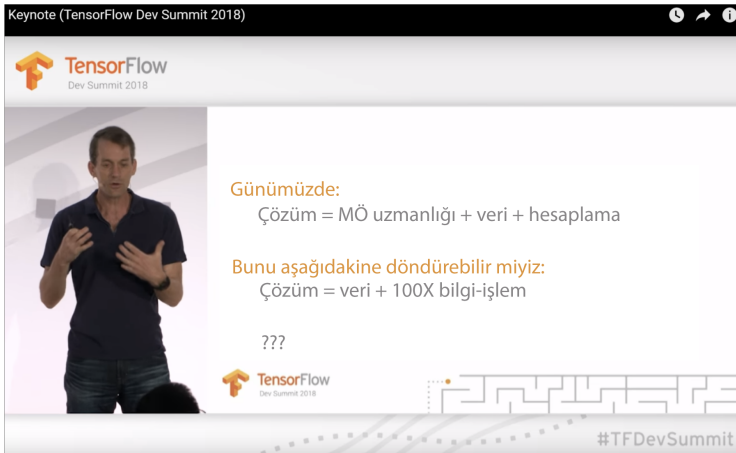 Keynote (TensorFlow Dev Summit 2018)
TensorFlow
Dev Summit 2018
Günümüzde:
Çözüm = MÖ uzmanlığı + veri + hesaplama
Bunu aşağıdakine döndürebilir miyiz:
Çözüm = veri + 100X bilgi-işlem
???
TensorFlow
Dev Summit 2018
#TFDevSummit